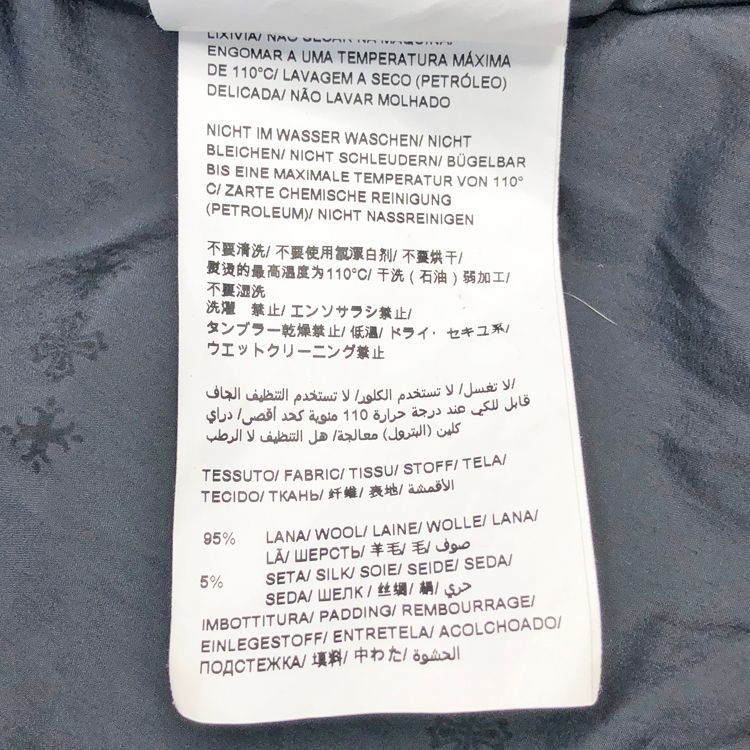 LIXÍVIA/ NÃO SECAR NA MÁQUINA/
ENGOMAR A UMA TEMPERATURA MÁXIMA
DE 110°C/ LAVAGEM A SECO (PETRÓLEO)
DELICADA/ NÃO LAVAR MOLHADO
NICHT IM WASSER WASCHEN/ NICHT
BLEICHEN/ NICHT SCHLEUDERN/ BÜGELBAR
BIS EINE MAXIMALE TEMPERATUR VON 110°
C/ ZARTE CHEMISCHE REINIGUNG
(PETROLEUM)/ NICHT NASSREINIGEN
不要清洗/ 不要使用氯漂白剂/ 不要烘干/
熨烫的最高温度为110°C/ 干洗（石油）弱加工/
不要湿洗
洗濯 禁止/ エンソサラシ禁止/
タンブラー乾燥禁止/ 低温/ ドライ・セキユ系/
ウエットクリーニング禁止
لا تغسل/ لا تستخدم الكلور/ لا تستخدم التنظيف الجاف/
قابل للكي عند درجة حرارة 110 مئوية كحد أقصى/ دراي
كلين (البترول) معالجة/ هل التنظيف لا الرطب
TESSUTO/ FABRIC/ TISSU/ STOFF/ TELA/
TECIDO/ ТКАНЬ/ 纤维/ 表地/ الأقمشة
95% LANA/ WOOL/ LAINE/ WOLLE/ LANA/
LÃ/ ШЕРСТЬ/ 羊毛/ 毛/ صوف
5% SETA/ SILK/ SOIE/ SEIDE/ SEDA/
SEDA/ ШЕЛК / 丝绸/ 絹/ حري
IMBOTTITURA/ PADDING/ REMBOURRAGE/
EINLEGESTOFF/ ENTRETELA/ ACOLCHOADO/
ПОДСТЕЖКА/ 填料/ 中わた/ الحشوة